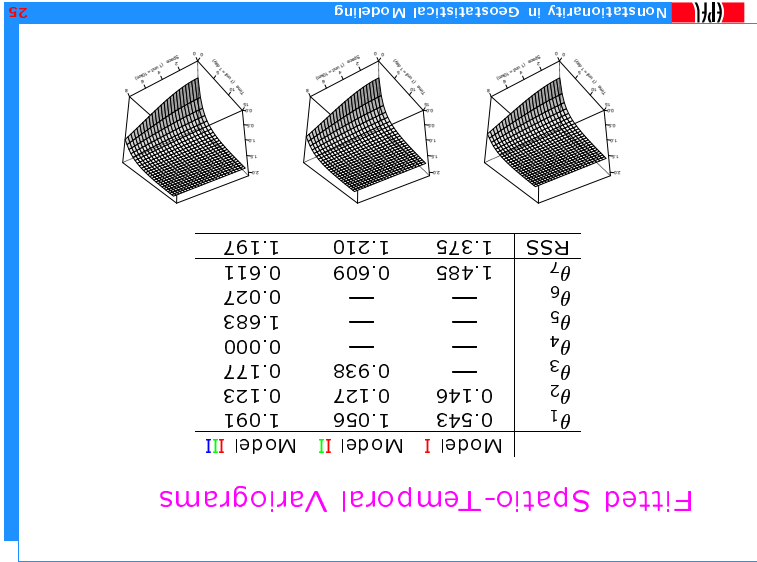 Fitted Spatio-Temporal Variograms
Model I Model II Model III
θ1 0.543 1.056 1.091
θ2 0.146 0.127 0.123
θ3 — 0.938 0.177
θ4 — — 0.000
θ5 — — 1.683
θ6 — — 0.027
θ7 1.485 0.609 0.611
RSS 1.375 1.210 1.197
EPFL Nonstationarity in Geostatistical Modeling 25